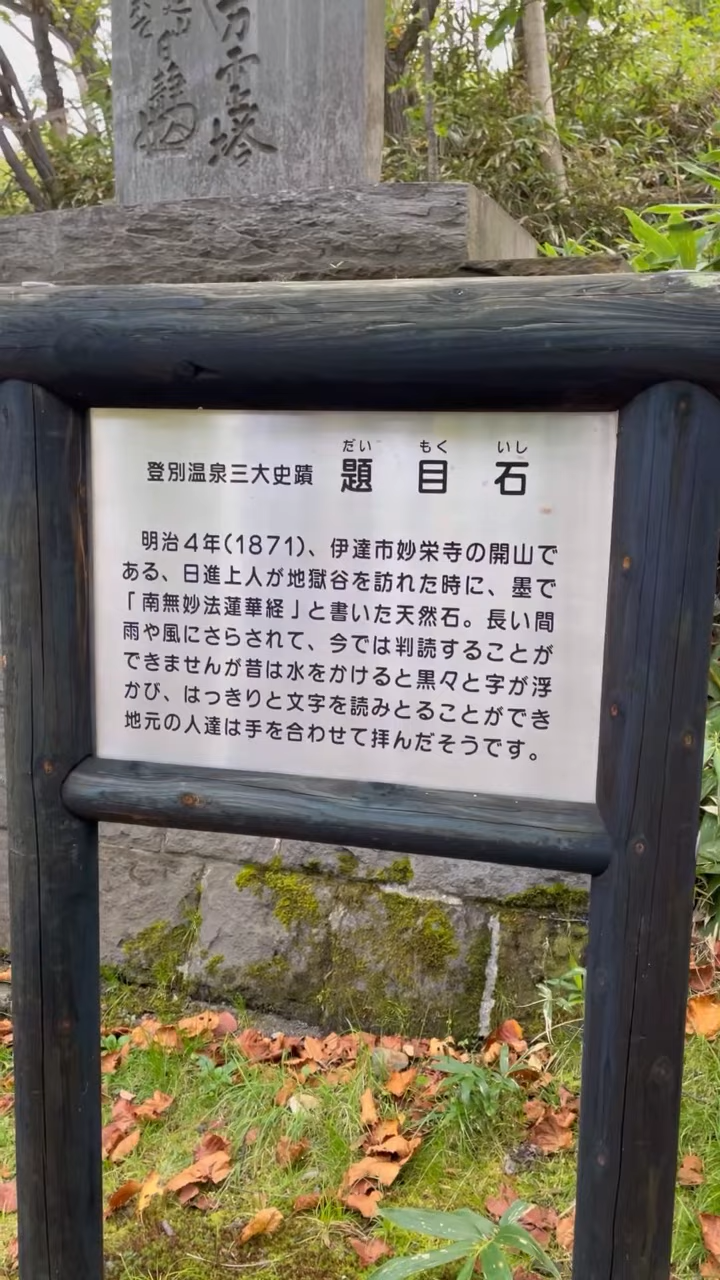 万霊塔
登別温泉三大史蹟 題目石
だい もく いし
明治4年(1871)、伊達市妙栄寺の開山で
ある、日進上人が地獄谷を訪れた時に、墨で
「南無妙法蓮華経」と書いた天然石。長い間
雨や風にさらされて、今では判読することが
できませんが昔は水をかけると黒々と字が浮
かび、はっきりと文字を読みとることができ
地元の人達は手を合わせて拝んだそうです。